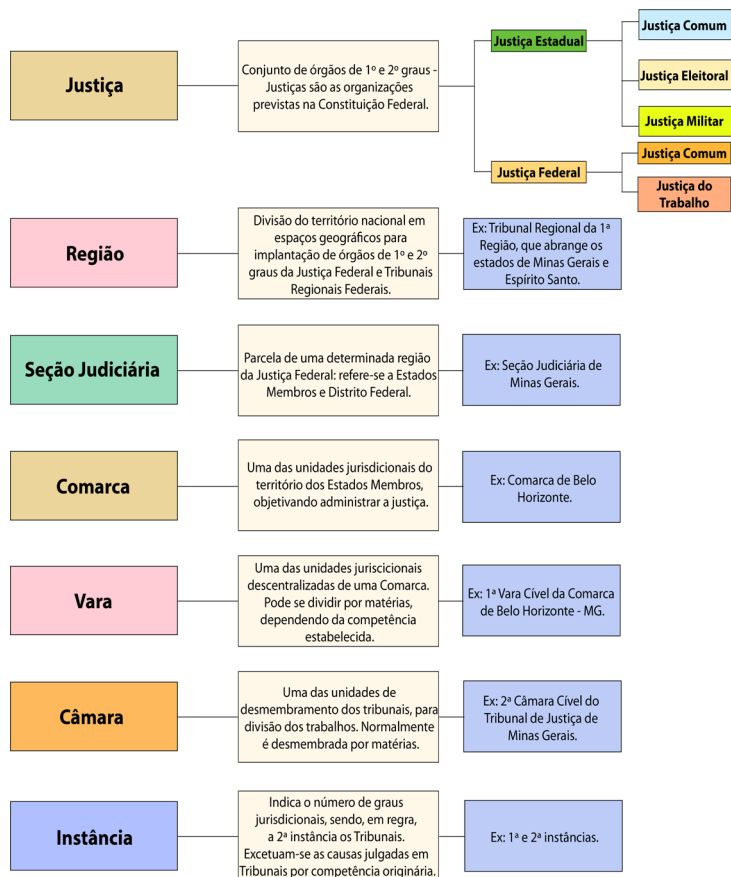 Justiça
Conjunto de órgãos de 1º e 2º graus -
Justiças são as organizações
previstas na Constituição Federal.
Justiça Estadual
Justiça Comum
Justiça Eleitoral
Justiça Militar
Justiça Federal
Justiça Comum
Justiça do
Trabalho
Região
Divisão do território nacional em
espaços geográficos para
implantação de órgãos de 1º e 2º
graus da Justiça Federal e Tribunais
Regionais Federais.
Ex: Tribunal Regional da 1ª
Região, que abrange os
estados de Minas Gerais e
Espírito Santo.
Seção Judiciária
Parcela de uma determinada região
da Justiça Federal: refere-se a Estados
Membros e Distrito Federal.
Ex: Seção Judiciária de
Minas Gerais.
Comarca
Uma das unidades jurisdicionais do
território dos Estados Membros,
objetivando administrar a justiça.
Ex: Comarca de Belo
Horizonte.
Vara
Uma das unidades juriscicionais
descentralizadas de uma Comarca.
Pode se dividir por matérias,
dependendo da competência
estabelecida.
Ex: 1ª Vara Cível da Comarca
de Belo Horizonte - MG.
Câmara
Uma das unidades de
desmembramento dos tribunais, para
divisão dos trabalhos. Normalmente
é desmembrada por matérias.
Ex: 2ª Câmara Cível do
Tribunal de Justiça de
Minas Gerais.
Instância
Indica o número de graus
jurisdicionais, sendo, em regra,
a 2ª instância os Tribunais.
Excetuam-se as causas julgadas em
Tribunais por competência originária.
Ex: 1ª e 2ª instâncias.